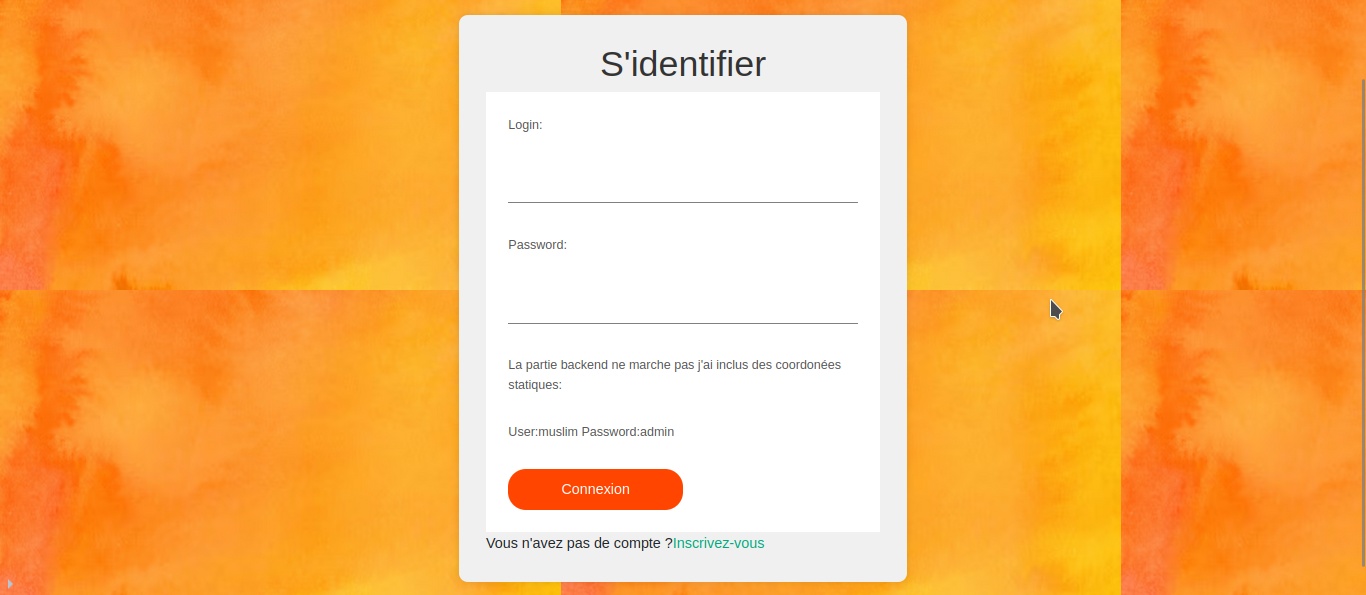 S'identifier
Login:
Password:
La partie backend ne marche pas j'ai inclus des coordonées
statiques:
User:muslim Password:admin
Connexion
Vous n'avez pas de compte ?Inscrivez-vous